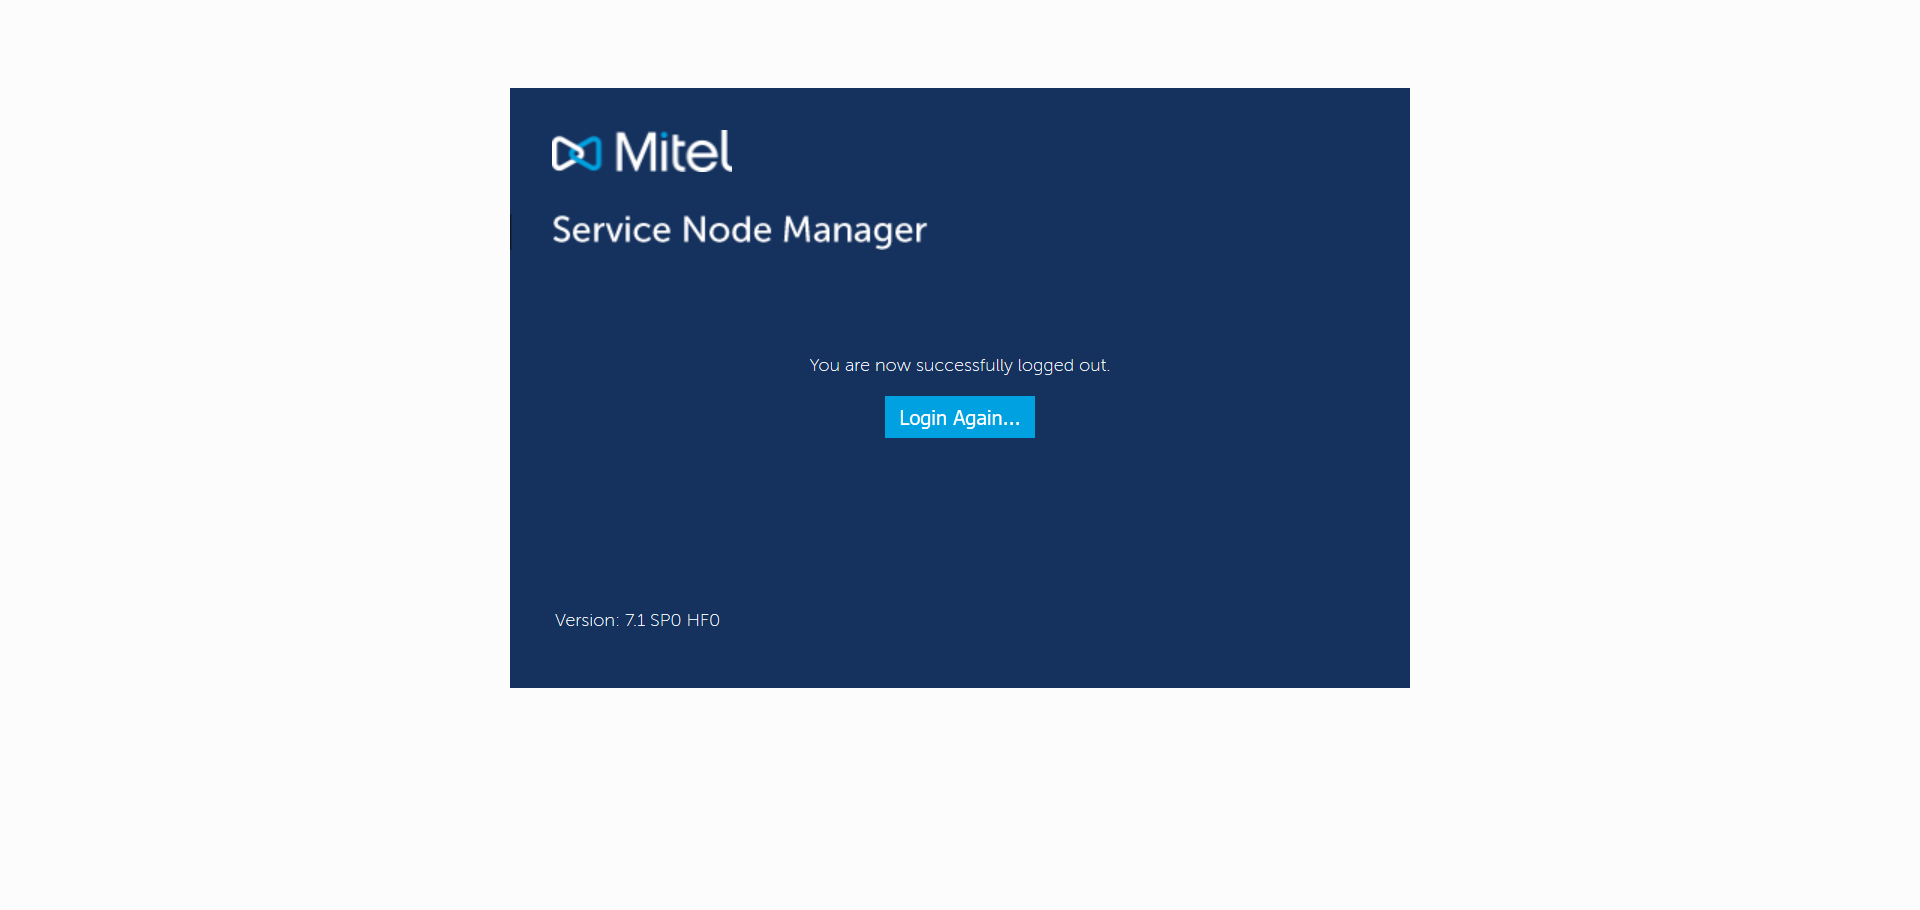 Mitel
Service Node Manager
You are now successfully logged out.
Login Again...
Version: 7.1 SP0 HF0